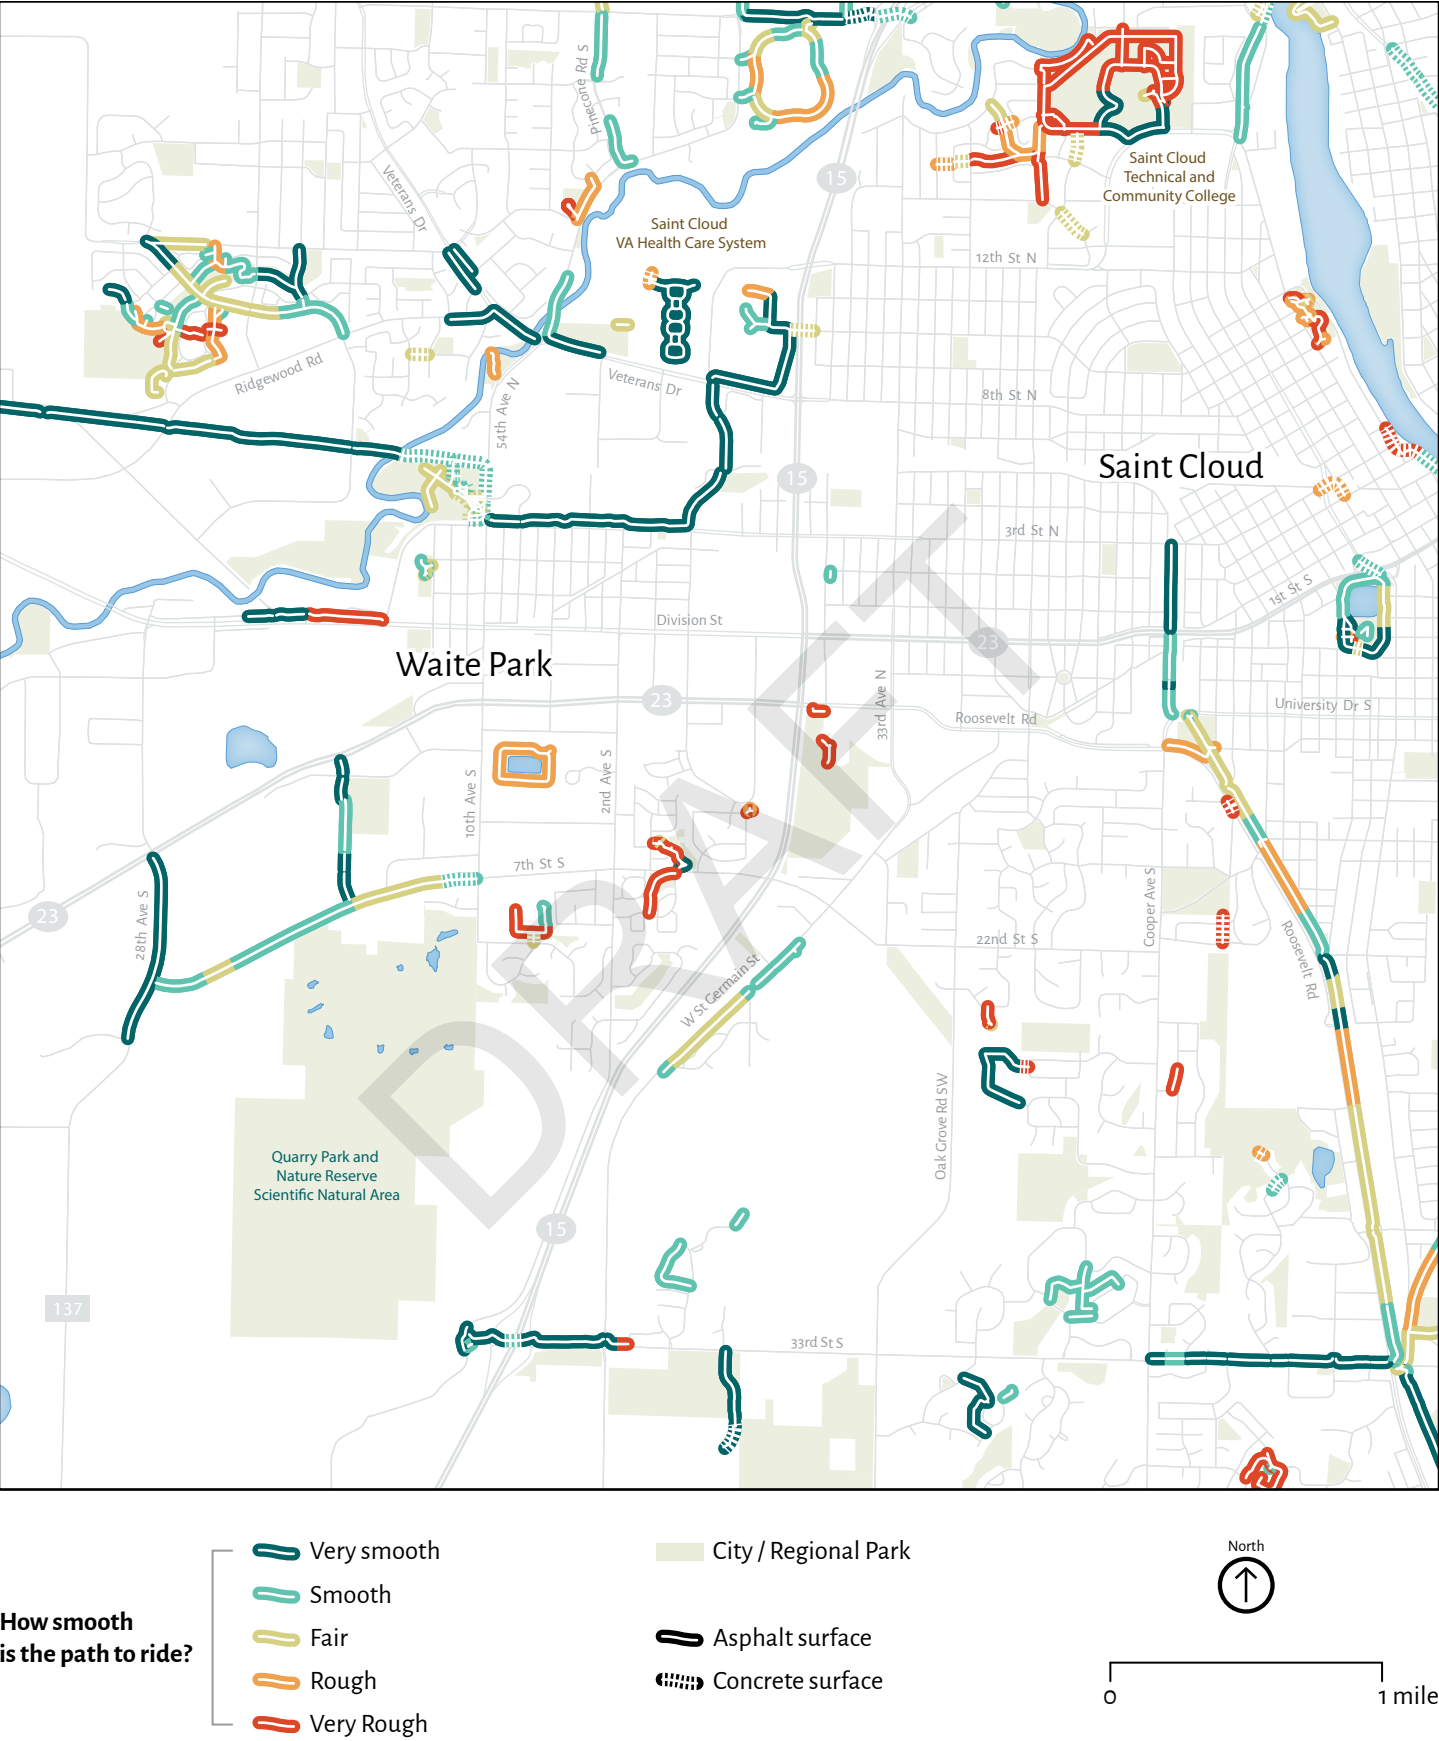 Pinecone Rd S
Veterans Dr
15
Saint Cloud
Technical and
Community College
Saint Cloud
VA Health Care System
12th St N
Ridgewood Rd
Veterans Dr
54th Ave N
8th St N
Saint Cloud
15
3rd St N
1st St S
Division St
23
Waite Park
23
33rd Ave N
Roosevelt Rd
University Dr S
10th Ave S
2nd Ave S
7th St S
23
28th Ave S
Cooper Ave S
22nd St S
Roosevelt Rd
W St Germain St
Oak Grove Rd SW
DRAFT
Quarry Park and
Nature Reserve
Scientific Natural Area
15
137
33rd St S
How smooth
is the path to ride?
Very smooth
Smooth
Fair
Rough
Very Rough
City / Regional Park
Asphalt surface
Concrete surface
North
0 1 mile